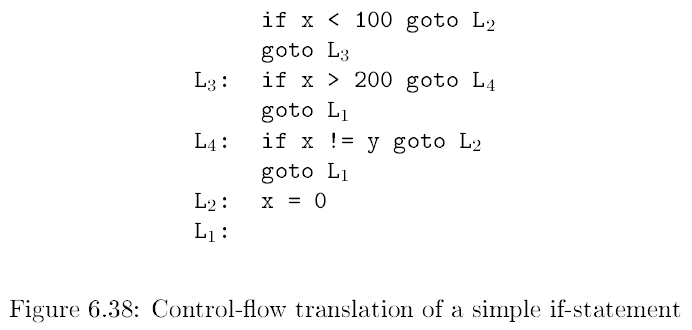 if x < 100 goto L₂
goto L₃
L₃: if x > 200 goto L₄
goto L₁
L₄: if x != y goto L₂
goto L₁
L₂: x = 0
L₁:
Figure 6.38: Control-flow translation of a simple if-statement